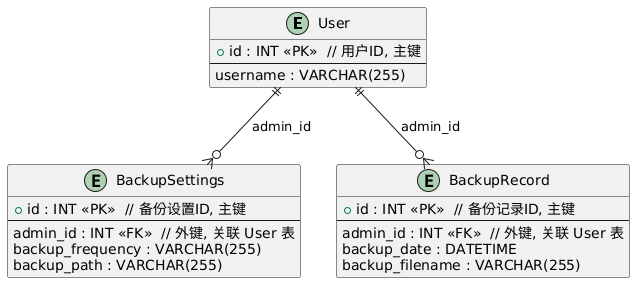 E User
id : INT «PK»  // 用户ID, 主键
username : VARCHAR(255)
admin_id
admin_id
E BackupSettings
id : INT «PK»  // 备份设置ID, 主键
admin_id : INT «FK»  // 外键, 关联 User 表
backup_frequency : VARCHAR(255)
backup_path : VARCHAR(255)
E BackupRecord
id : INT «PK»  // 备份记录ID, 主键
admin_id : INT «FK»  // 外键, 关联 User 表
backup_date : DATETIME
backup_filename : VARCHAR(255)